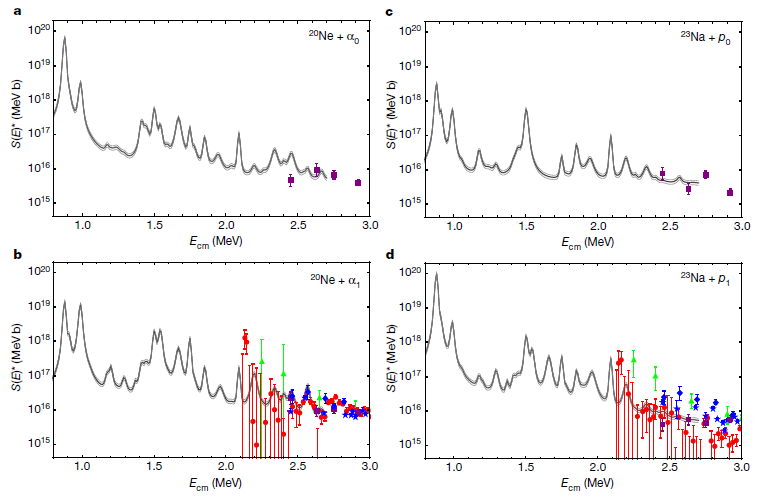 a
10²⁰
10¹⁹
10¹⁸
10¹⁷
10¹⁶
10¹⁵
S(E)* (MeV b)
²⁰Ne + α₀
1.0 1.5 2.0 2.5 3.0
E_cm (MeV)
c
10²⁰
10¹⁹
10¹⁸
10¹⁷
10¹⁶
10¹⁵
S(E)* (MeV b)
²³Na + p₀
1.0 1.5 2.0 2.5 3.0
E_cm (MeV)
b
10²⁰
10¹⁹
10¹⁸
10¹⁷
10¹⁶
10¹⁵
S(E)* (MeV b)
²⁰Ne + α₁
1.0 1.5 2.0 2.5 3.0
E_cm (MeV)
d
10²⁰
10¹⁹
10¹⁸
10¹⁷
10¹⁶
10¹⁵
S(E)* (MeV b)
²³Na + p₁
1.0 1.5 2.0 2.5 3.0
E_cm (MeV)